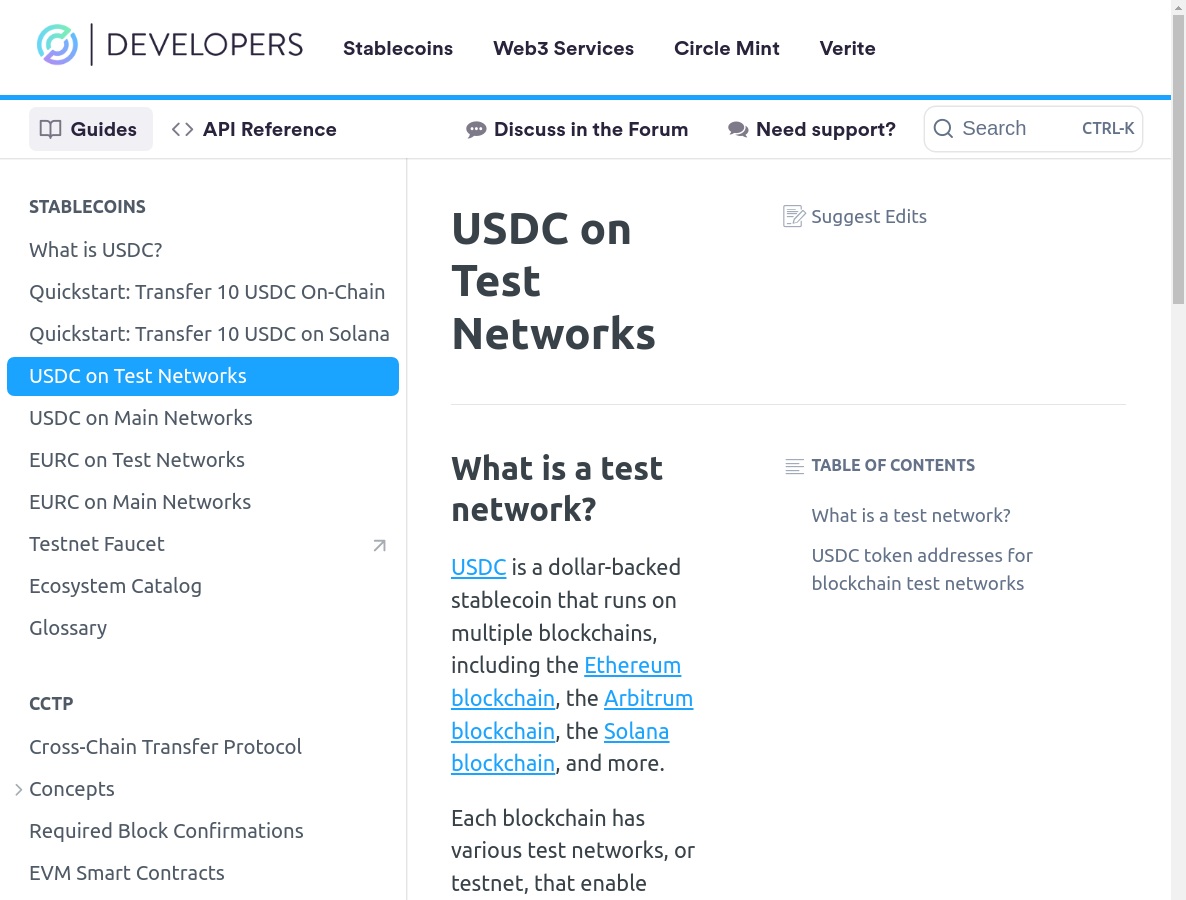 DEVELOPERS
Stablecoins
Web3 Services
Circle Mint
Verite
Guides
API Reference
Discuss in the Forum
Need support?
Search
CTRL-K
STABLECOINS
What is USDC?
Quickstart: Transfer 10 USDC On-Chain
Quickstart: Transfer 10 USDC on Solana
USDC on Test Networks
USDC on Main Networks
EURC on Test Networks
EURC on Main Networks
Testnet Faucet
Ecosystem Catalog
Glossary
CCTP
Cross-Chain Transfer Protocol
Concepts
Required Block Confirmations
EVM Smart Contracts
USDC on
Test
Networks
Suggest Edits
What is a test
network?
USDC is a dollar-backed
stablecoin that runs on
multiple blockchains,
including the Ethereum
blockchain, the Arbitrum
blockchain, the Solana
blockchain, and more.
Each blockchain has
various test networks, or
testnet, that enable
TABLE OF CONTENTS
What is a test network?
USDC token addresses for
blockchain test networks